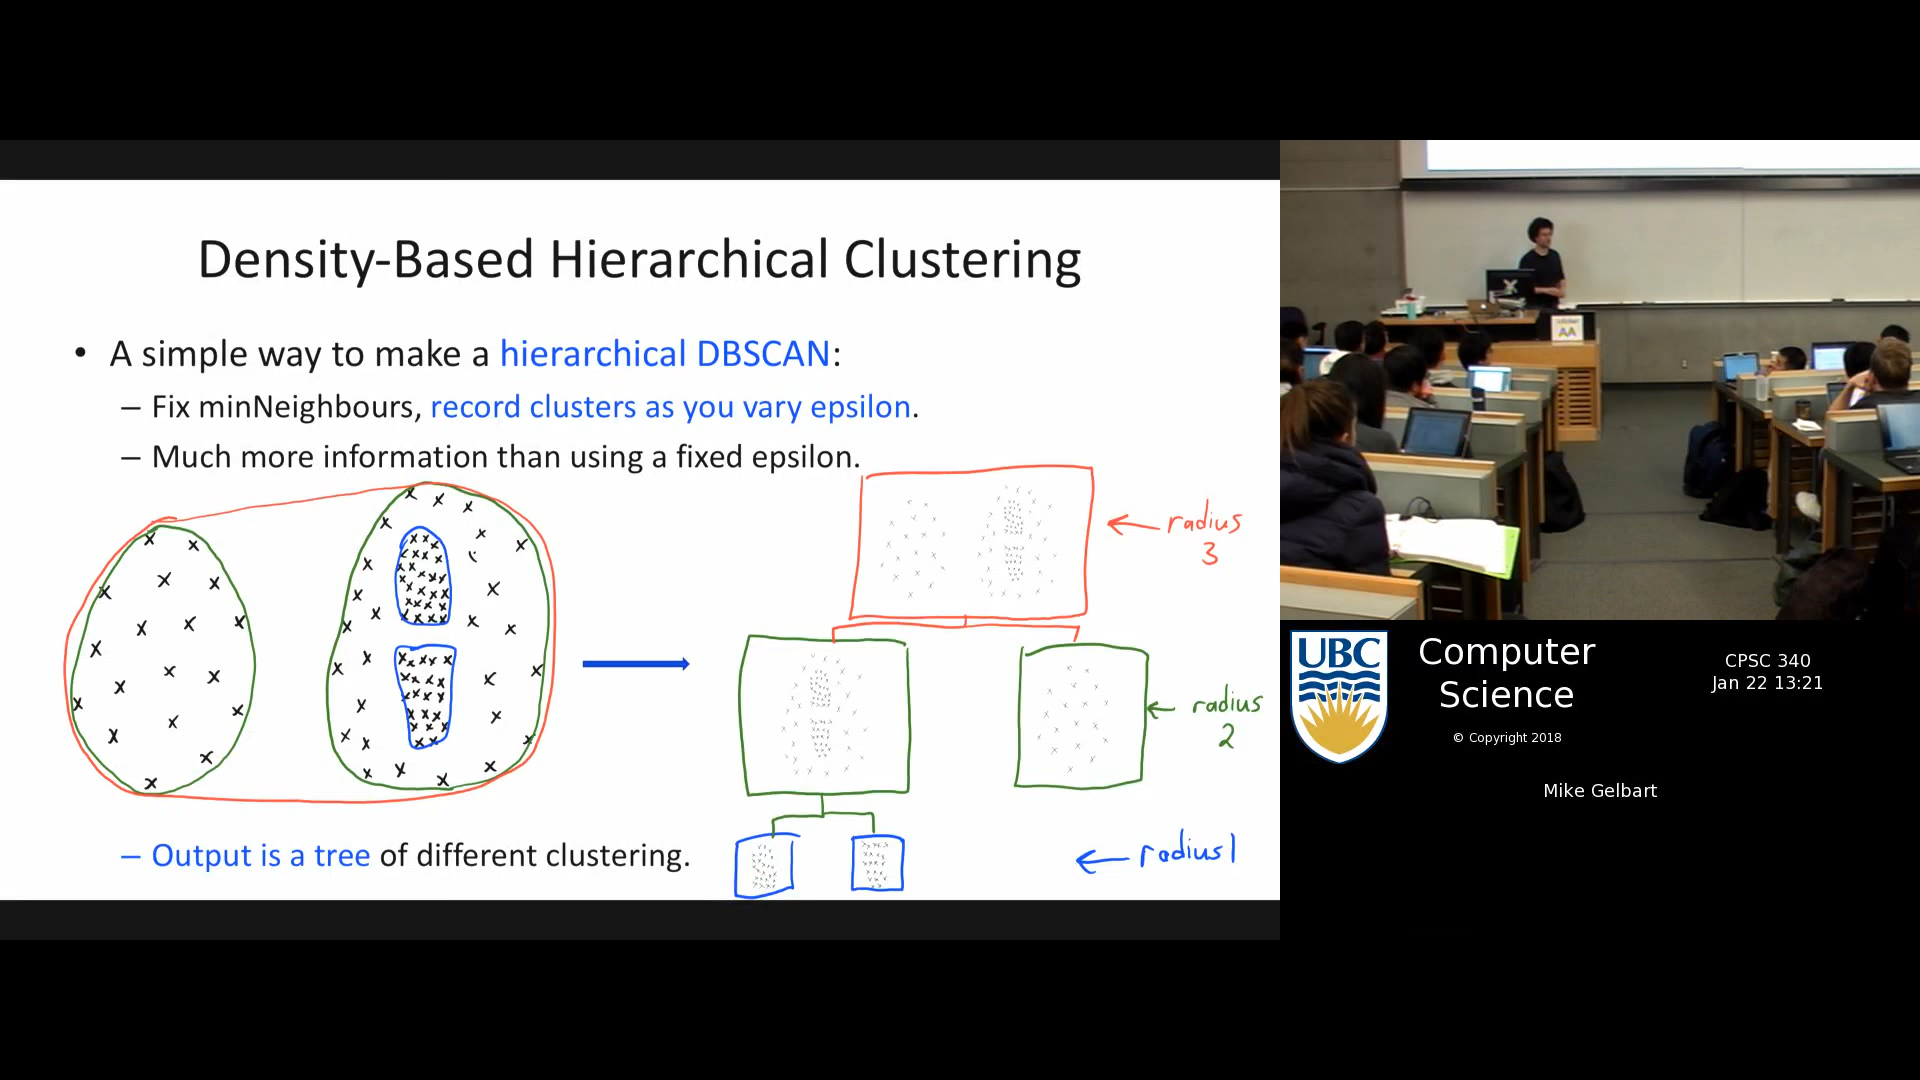 Density-Based Hierarchical Clustering
• A simple way to make a hierarchical DBSCAN:
– Fix minNeighbours, record clusters as you vary epsilon.
– Much more information than using a fixed epsilon.
radius
3
radius
2
– Output is a tree of different clustering.
radius 1
UBC
Computer
Science
© Copyright 2018
CPSC 340
Jan 22 13:21
Mike Gelbart